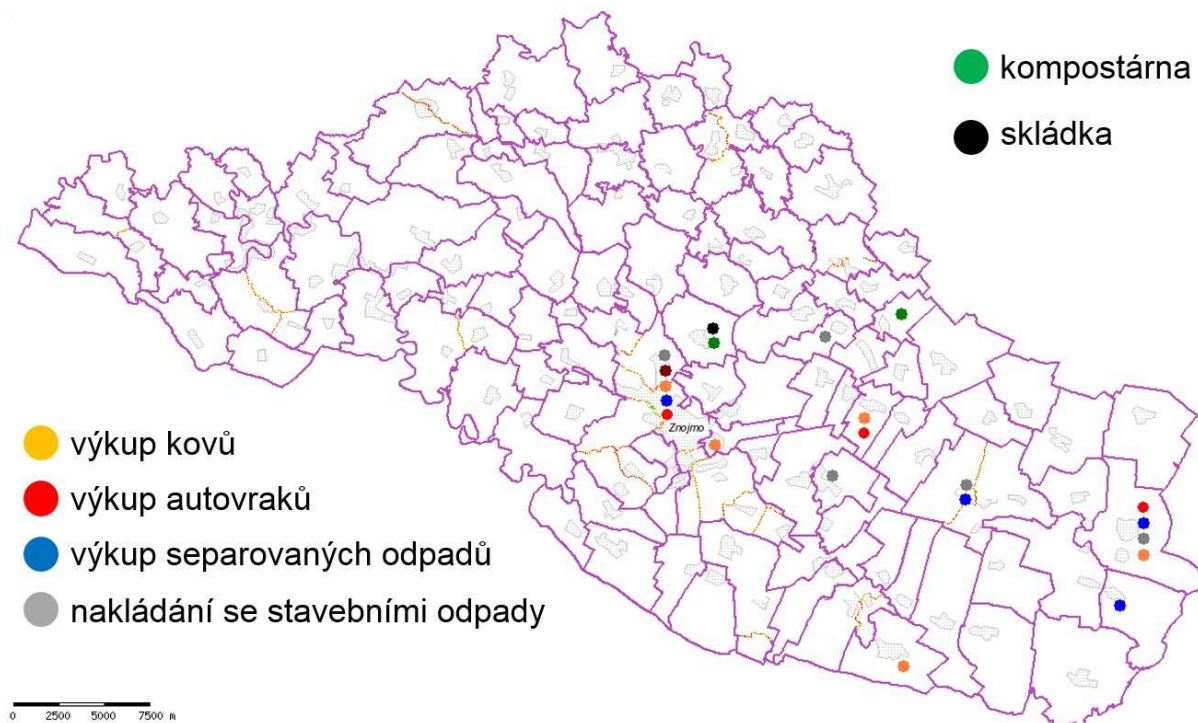 kompostárna
skládka
Znojmo
výkup kovů
výkup autovraků
výkup separovaných odpadů
nakládání se stavebními odpady
0 2500 5000 7500 m